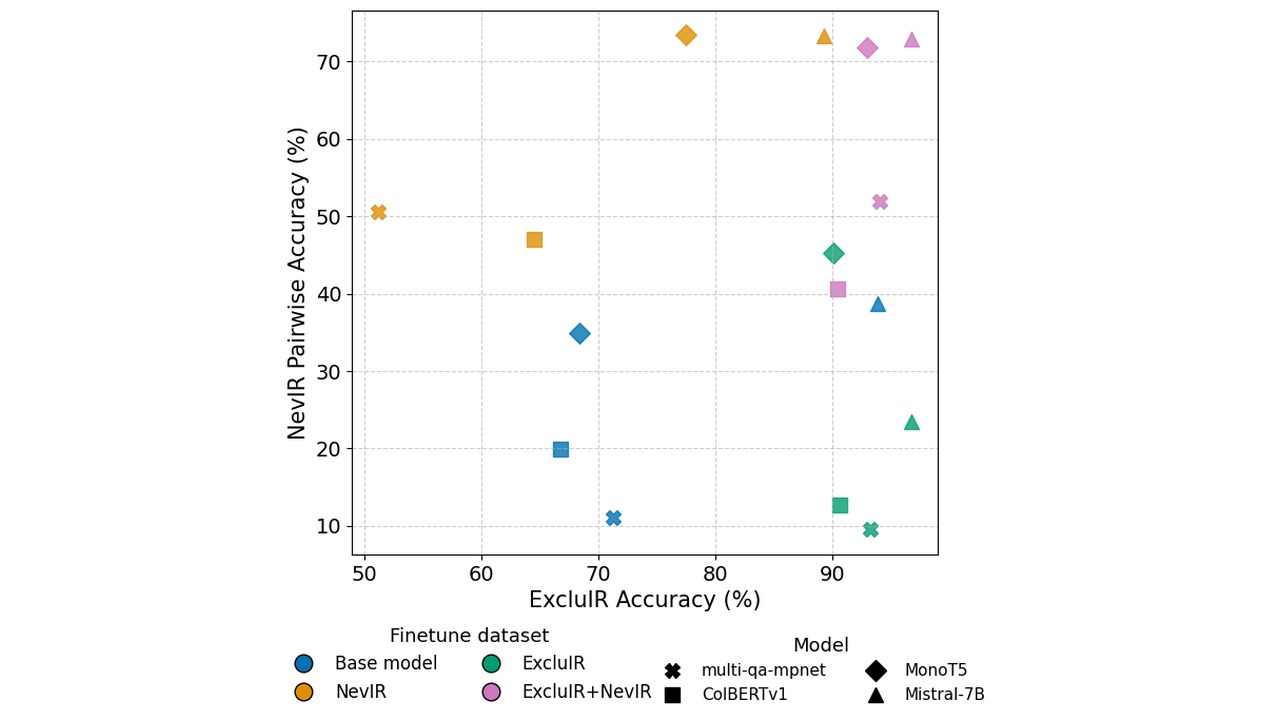 NevIR Pairwise Accuracy (%)
70
60
50
40
30
20
10
50 60 70 80 90
ExcluIR Accuracy (%)
Finetune dataset
Base model ExcluIR
NevIR ExcluIR+NevIR
Model
multi-qa-mpnet MonoT5
ColBERTv1 Mistral-7B